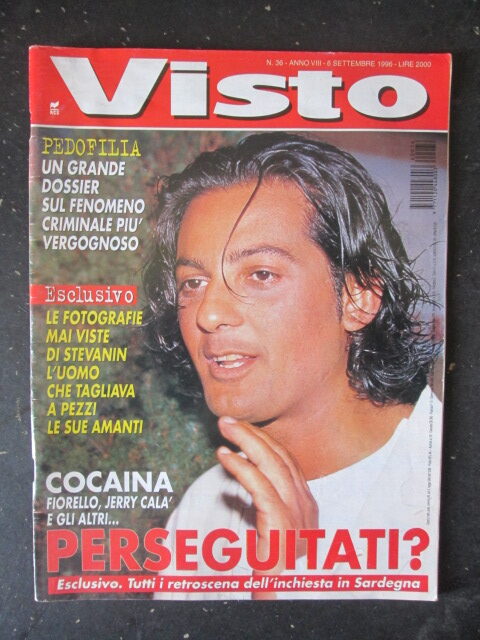 N. 36 - ANNO VIII - 6 SETTEMBRE 1996 - LIRE 2000
Visto
RCS
PEDOFILIA
UN GRANDE
DOSSIER
SUL FENOMENO
CRIMINALE PIU'
VERGOGNOSO
Esclusivo
LE FOTOGRAFIE
MAI VISTE
DI STEVANIN
L'UOMO
CHE TAGLIAVA
A PEZZI
LE SUE AMANTI
COCAINA
FIORELLO, JERRY CALA'
E GLI ALTRI...
PERSEGUITATI?
Esclusivo. Tutti i retroscena dell'inchiesta in Sardegna